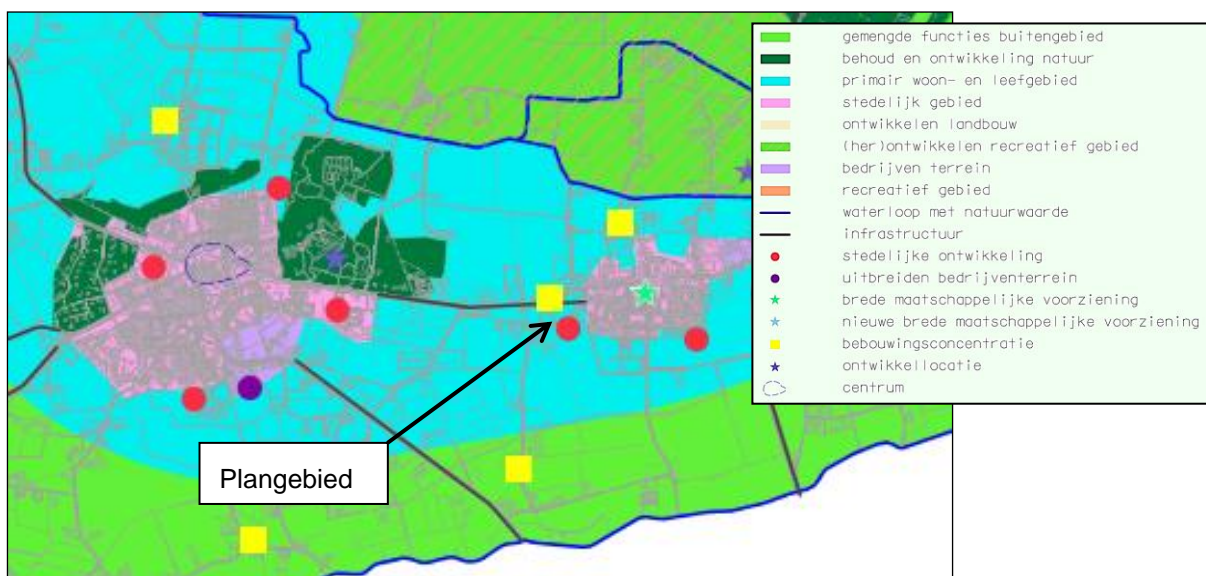 gemengde functies buitengebied
behoud en ontwikkeling natuur
primair woon- en leefgebied
stedelijk gebied
ontwikkelen landbouw
(her)ontwikkelen recreatief gebied
bedrijven terrein
recreatief gebied
waterloop met natuurwaarde
infrastructuur
stedelijke ontwikkeling
uitbreiden bedrijventerrein
brede maatschappelijke voorziening
nieuwe brede maatschappelijke voorziening
bebouwingsconcentratie
ontwikkellocatie
centrum
Plangebied